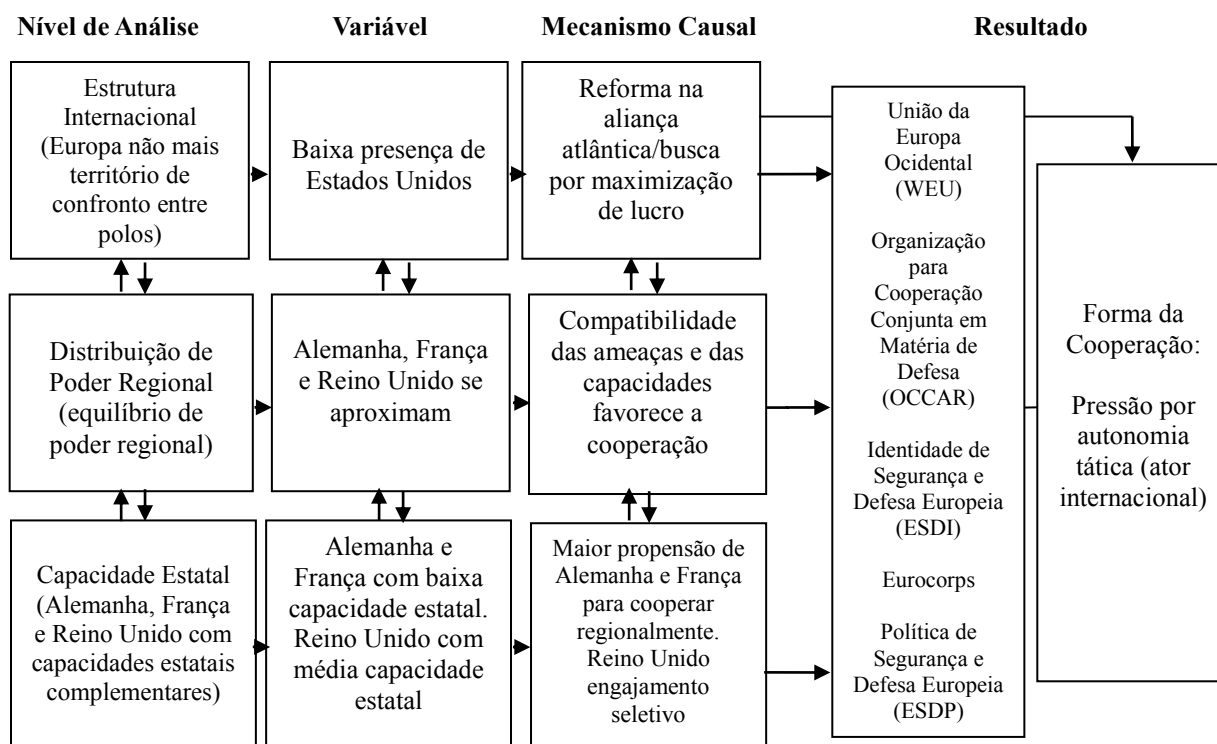 Nível de Análise
Variável
Mecanismo Causal
Resultado
Estrutura
Internacional
(Europa não mais
território de
confronto entre
polos)
Baixa presença de
Estados Unidos
Reforma na
aliança
atlântica/busca
por maximização
de lucro
Distribuição de
Poder Regional
(equilíbrio de
poder regional)
Alemanha, França
e Reino Unido se
aproximam
Compatibilidade
das ameaças e das
capacidades
favorece a
cooperação
Capacidade Estatal
(Alemanha, França
e Reino Unido com
capacidades estatais
complementares)
Alemanha e
França com baixa
capacidade estatal.
Reino Unido com
média capacidade
estatal
Maior propensão de
Alemanha e França
para cooperar
regionalmente.
Reino Unido
engajamento
seletivo
União da
Europa
Ocidental
(WEU)
Organização
para
Cooperação
Conjunta em
Matéria de
Defesa
(OCCAR)
Identidade de
Segurança e
Defesa Europeia
(ESDI)
Eurocorps
Política de
Segurança e
Defesa Europeia
(ESDP)
Forma da
Cooperação:
Pressão por
autonomia
tática (ator
internacional)